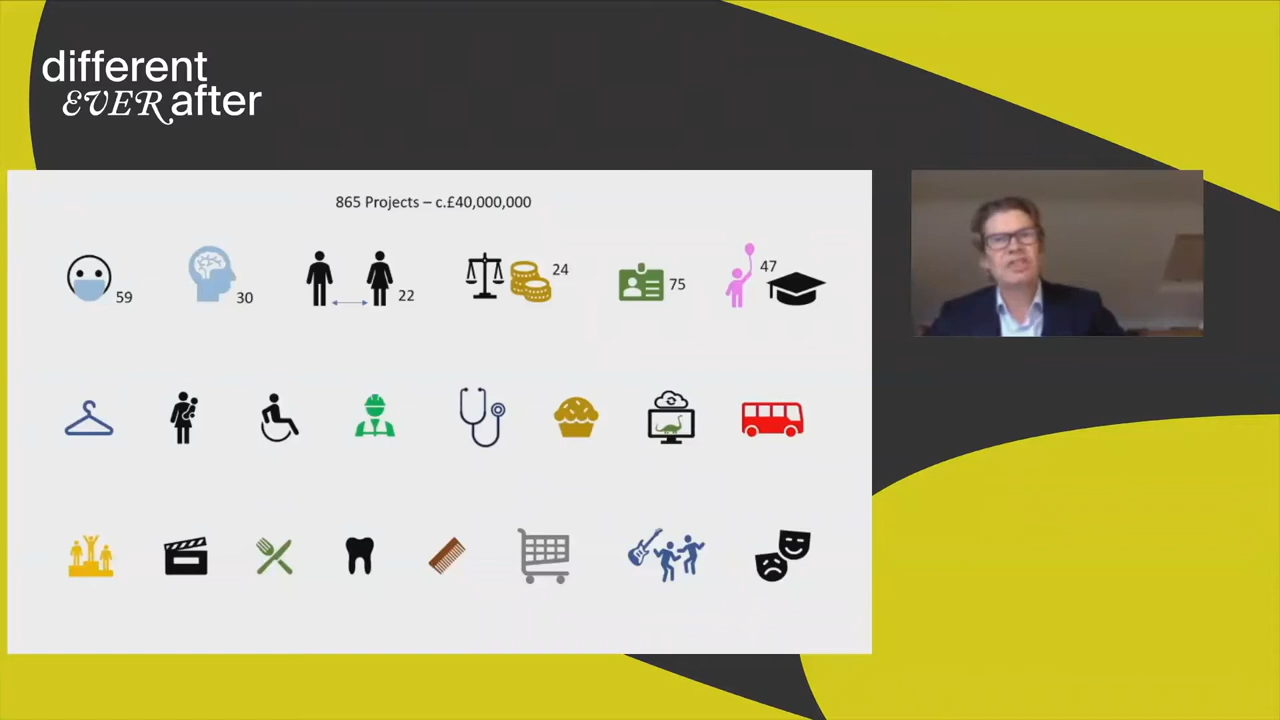 different
EVER after
865 Projects – c.£40,000,000
59
30
22
24
75
47